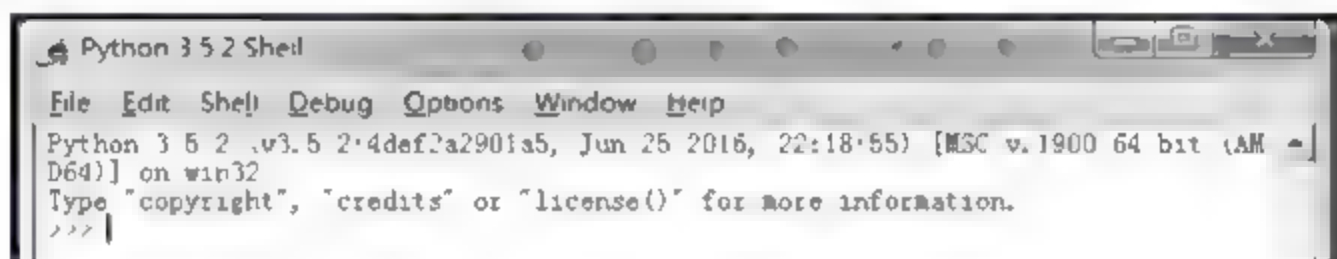 Python 3.5.2 Shell
File Edit Shell Debug Options Window Help
Python 3.5.2 (v3.5.2:4def2a2901a5, Jun 25 2016, 22:18:55) [MSC v.1900 64 bit (AM
D64)] on win32
Type "copyright", "credits" or "license()" for more information.
>>>